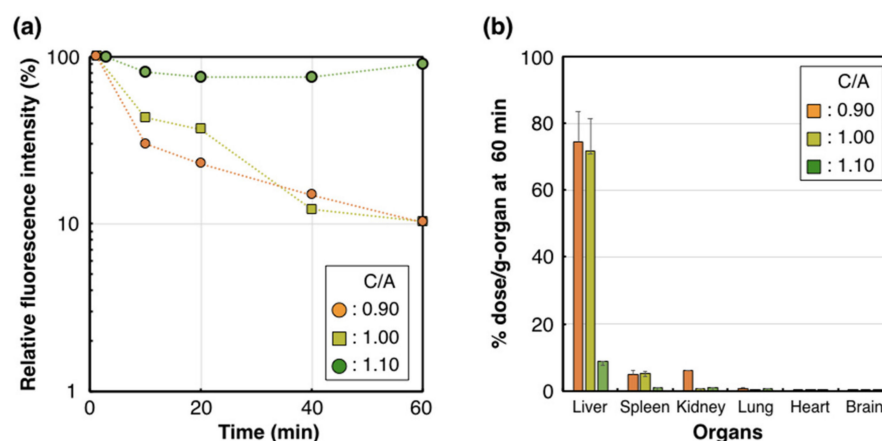 (a)
Relative fluorescence intensity (%)
100
10
1
0
20
40
60
Time (min)
C/A
: 0.90
: 1.00
: 1.10
(b)
% dose/g-organ at 60 min
100
80
60
40
20
0
Liver Spleen Kidney Lung Heart Brain
Organs
C/A
: 0.90
: 1.00
: 1.10